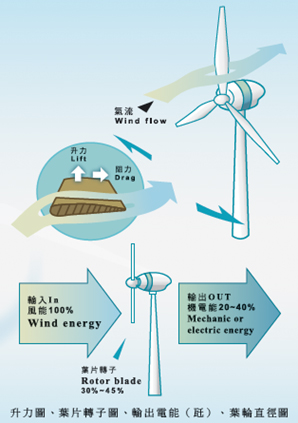 氣流
Wind flow
升力
Lift
阻力
Drag
輸入In
風能100%
Wind energy
輸出OUT
機電能20~40%
Mechanic or
electric energy
葉片轉子
Rotor blade
30%~45%
升力圖、葉片轉子圖、輸出電能（瓩）、葉輪直徑圖